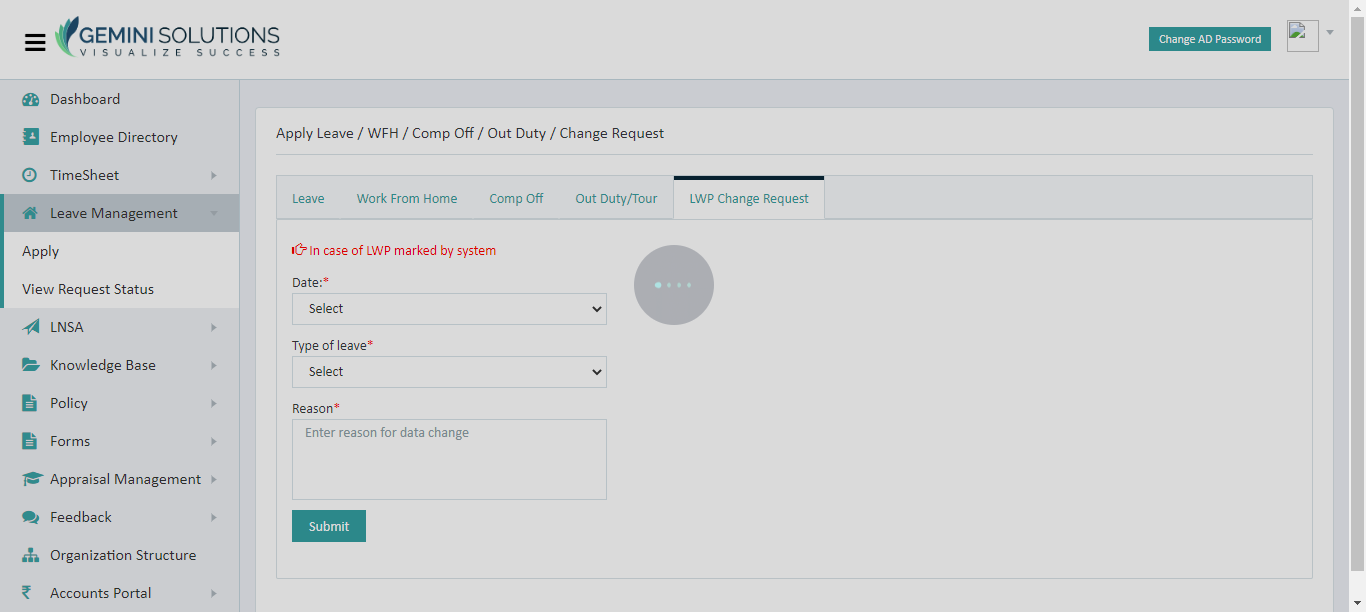 GEMINI SOLUTIONS
VISUALIZE SUCCESS
Change AD Password
Dashboard
Employee Directory
TimeSheet
Leave Management
Apply
View Request Status
LNSA
Knowledge Base
Policy
Forms
Appraisal Management
Feedback
Organization Structure
₹ Accounts Portal
Apply Leave / WFH / Comp Off / Out Duty / Change Request
Leave Work From Home Comp Off Out Duty/Tour LWP Change Request
In case of LWP marked by system
Date:*
Select
Type of leave*
Select
Reason*
Enter reason for data change
Submit